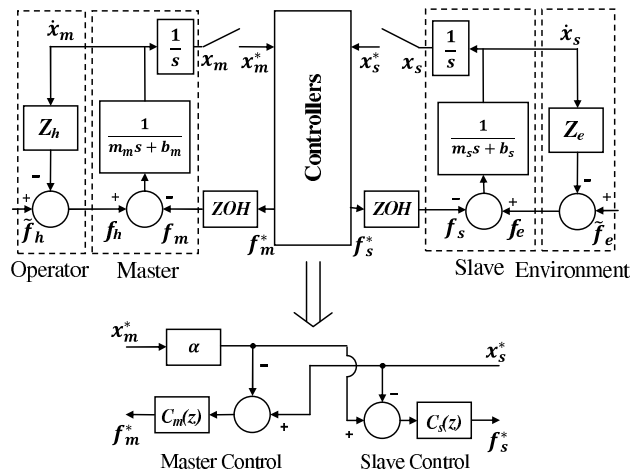 ẋₘ
1/s
xₘ
x*ₘ
Controllers
x*ₛ
xₛ
1/s
ẋₛ
Zₕ
1/(mₘs + bₘ)
1/(mₛs + bₛ)
Zₑ
-
+
+
-
ZOH
ZOH
-
+
-
+
f̃ₕ
fₕ
fₘ
f*ₘ
f*ₛ
fₛ
fₑ
f̃ₑ
Operator
Master
Slave
Environment
x*ₘ
α
x*ₛ
-
-
f*ₘ
Cₘ(z)
+
+
Cₛ(z)
f*ₛ
Master Control
Slave Control